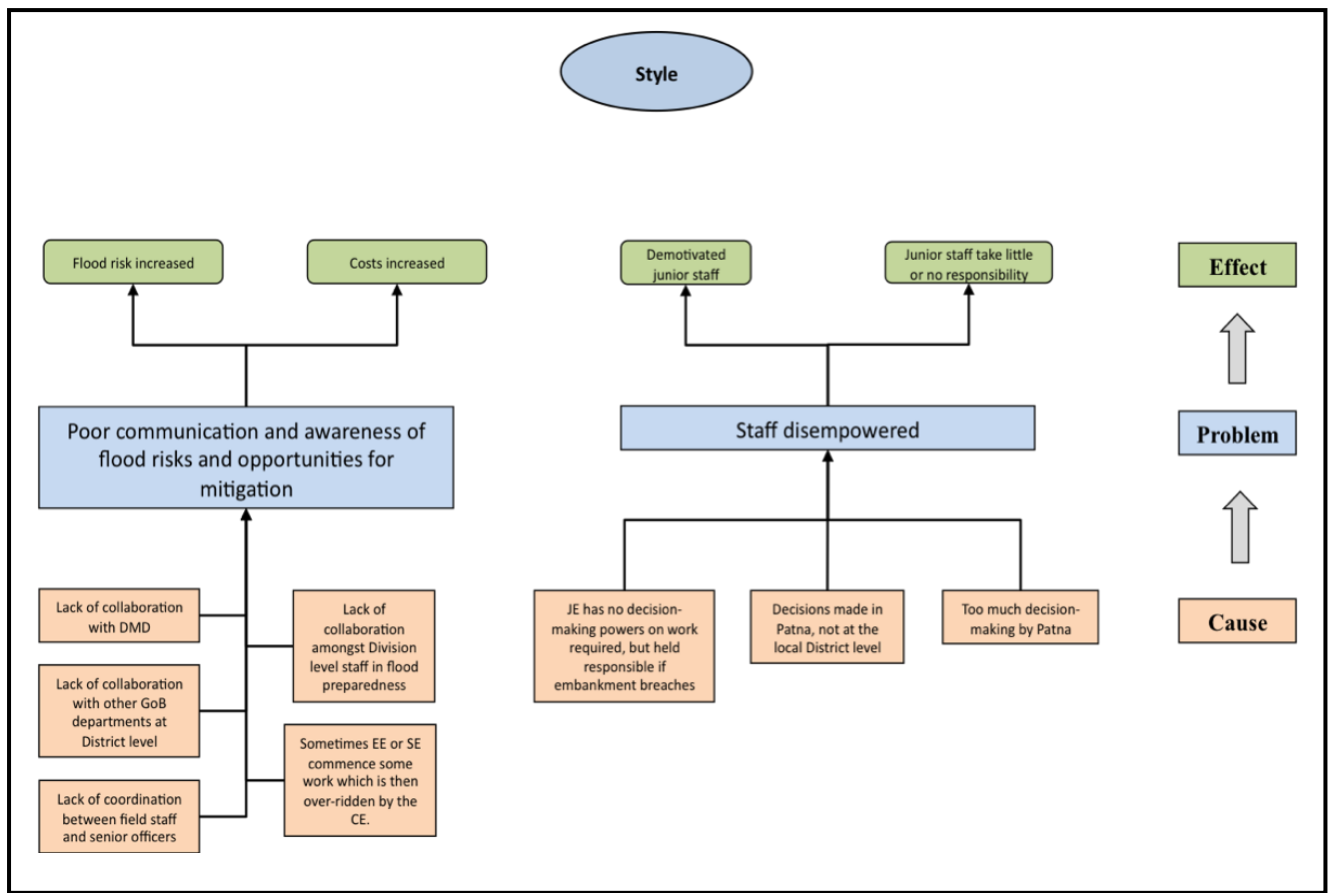 Style
Flood risk increased
Costs increased
Demotivated
junior staff
Junior staff take little
or no responsibility
Effect
Poor communication and awareness of
flood risks and opportunities for
mitigation
Staff disempowered
Problem
Lack of collaboration
with DMD
Lack of
collaboration
amongst Division
level staff in flood
preparedness
Lack of collaboration
with other GoB
departments at
District level
Sometimes EE or SE
commence some
work which is then
over-ridden by the
CE.
Lack of coordination
between field staff
and senior officers
JE has no decision-
making powers on work
required, but held
responsible if
embankment breaches
Decisions made in
Patna, not at the
local District level
Too much decision-
making by Patna
Cause